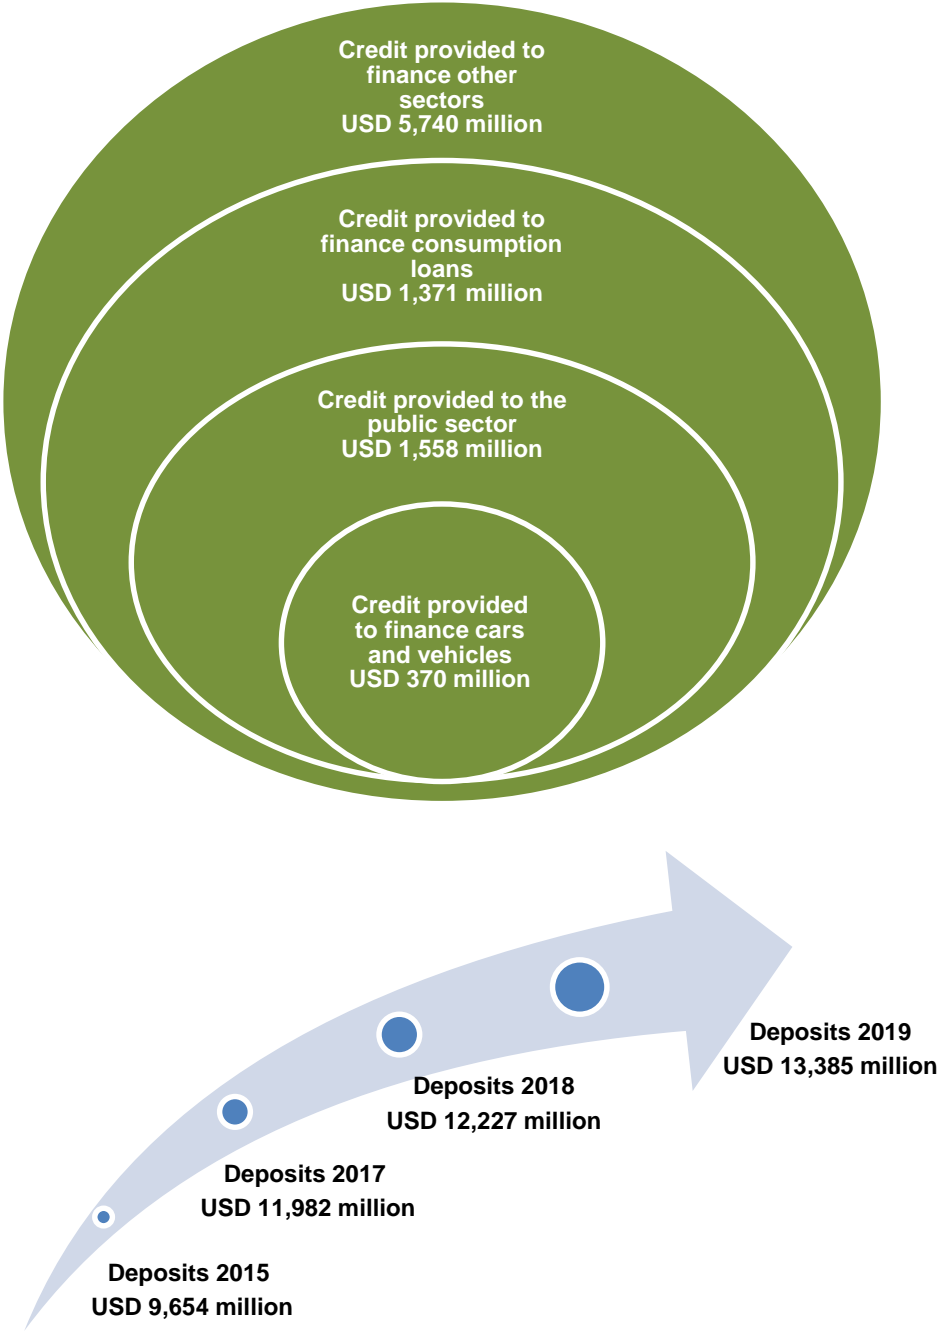 Credit provided to
finance other
sectors
USD 5,740 million
Credit provided to
finance consumption
loans
USD 1,371 million
Credit provided to the
public sector
USD 1,558 million
Credit provided
to finance cars
and vehicles
USD 370 million
Deposits 2019
USD 13,385 million
Deposits 2018
USD 12,227 million
Deposits 2017
USD 11,982 million
Deposits 2015
USD 9,654 million